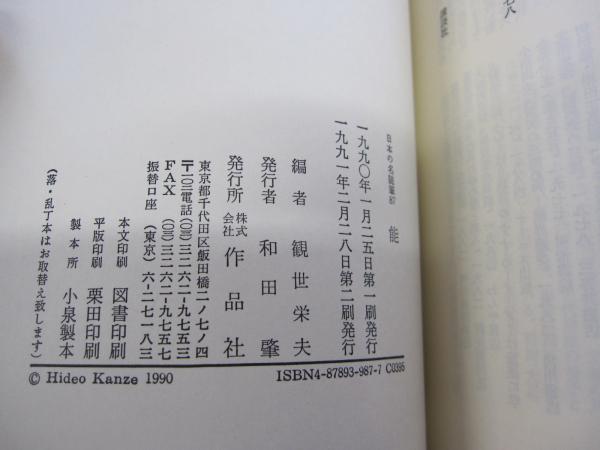 日本の名随筆87 能
一九九〇年一月二五日第一刷発行
一九九一年二月二八日第二刷発行
編者 観世栄夫
発行者 和田肇
発行所 株式会社 作品社
東京都千代田区飯田橋二ノ七ノ四
〒一〇二電話(〇三)三二六二-九七五三
FAX (〇三)三二六二-九七五七
振替口座 (東京) 六-二七一八三
本文印刷 図書印刷
平版印刷 栗田印刷
製本所 小泉製本
(落・乱丁本はお取替え致します)
© Hideo Kanze 1990
ISBN4-87893-987-7 C0395